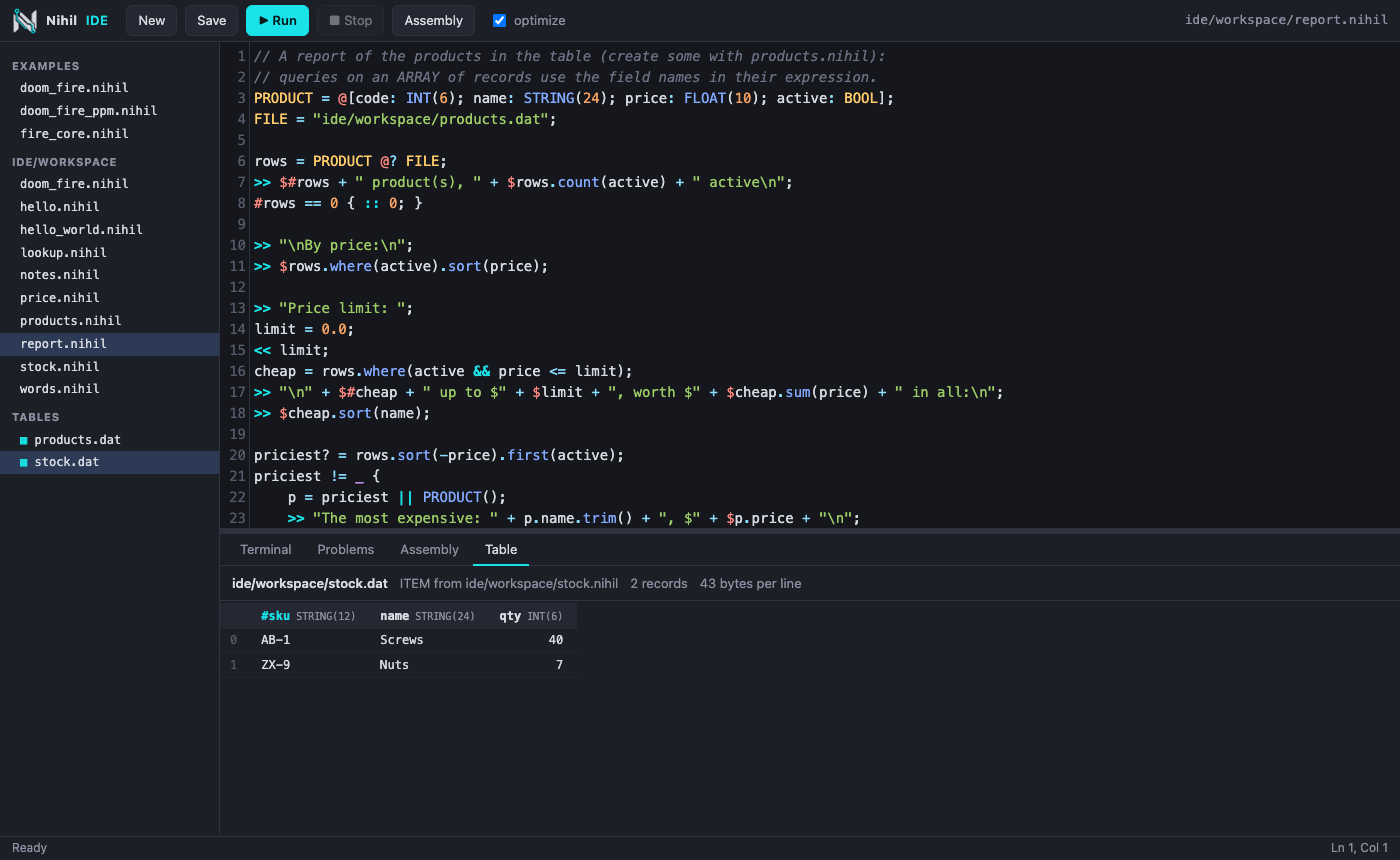 Nihil IDE New Save ▶ Run Stop Assembly optimize ide/workspace/report.nihil
EXAMPLES
doom_fire.nihil
doom_fire_ppm.nihil
fire_core.nihil
IDE/WORKSPACE
doom_fire.nihil
hello.nihil
hello_world.nihil
lookup.nihil
notes.nihil
price.nihil
products.nihil
report.nihil
stock.nihil
words.nihil
TABLES
products.dat
stock.dat
1 // A report of the products in the table (create some with products.nihil):
2 // queries on an ARRAY of records use the field names in their expression.
3 PRODUCT = @[code: INT(6); name: STRING(24); price: FLOAT(10); active: BOOL];
4 FILE = "ide/workspace/products.dat";
5
6 rows = PRODUCT @? FILE;
7 >> $#rows + " product(s), " + $rows.count(active) + " active\n";
8 #rows == 0 { :: 0; }
9
10 >> "\nBy price:\n";
11 >> $rows.where(active).sort(price);
12
13 >> "Price limit: ";
14 limit = 0.0;
15 << limit;
16 cheap = rows.where(active && price <= limit);
17 >> "\n" + $#cheap + " up to $" + $limit + ", worth $" + $cheap.sum(price) + " in all:\n";
18 >> $cheap.sort(name);
19
20 priciest? = rows.sort(-price).first(active);
21 priciest != _ {
22     p = priciest || PRODUCT();
23     >> "The most expensive: " + p.name.trim() + ", $" + $p.price + "\n";
Terminal Problems Assembly Table
ide/workspace/stock.dat ITEM from ide/workspace/stock.nihil 2 records 43 bytes per line
#sku STRING(12) name STRING(24) qty INT(6)
0 AB-1 Screws 40
1 ZX-9 Nuts 7
Ready Ln 1, Col 1